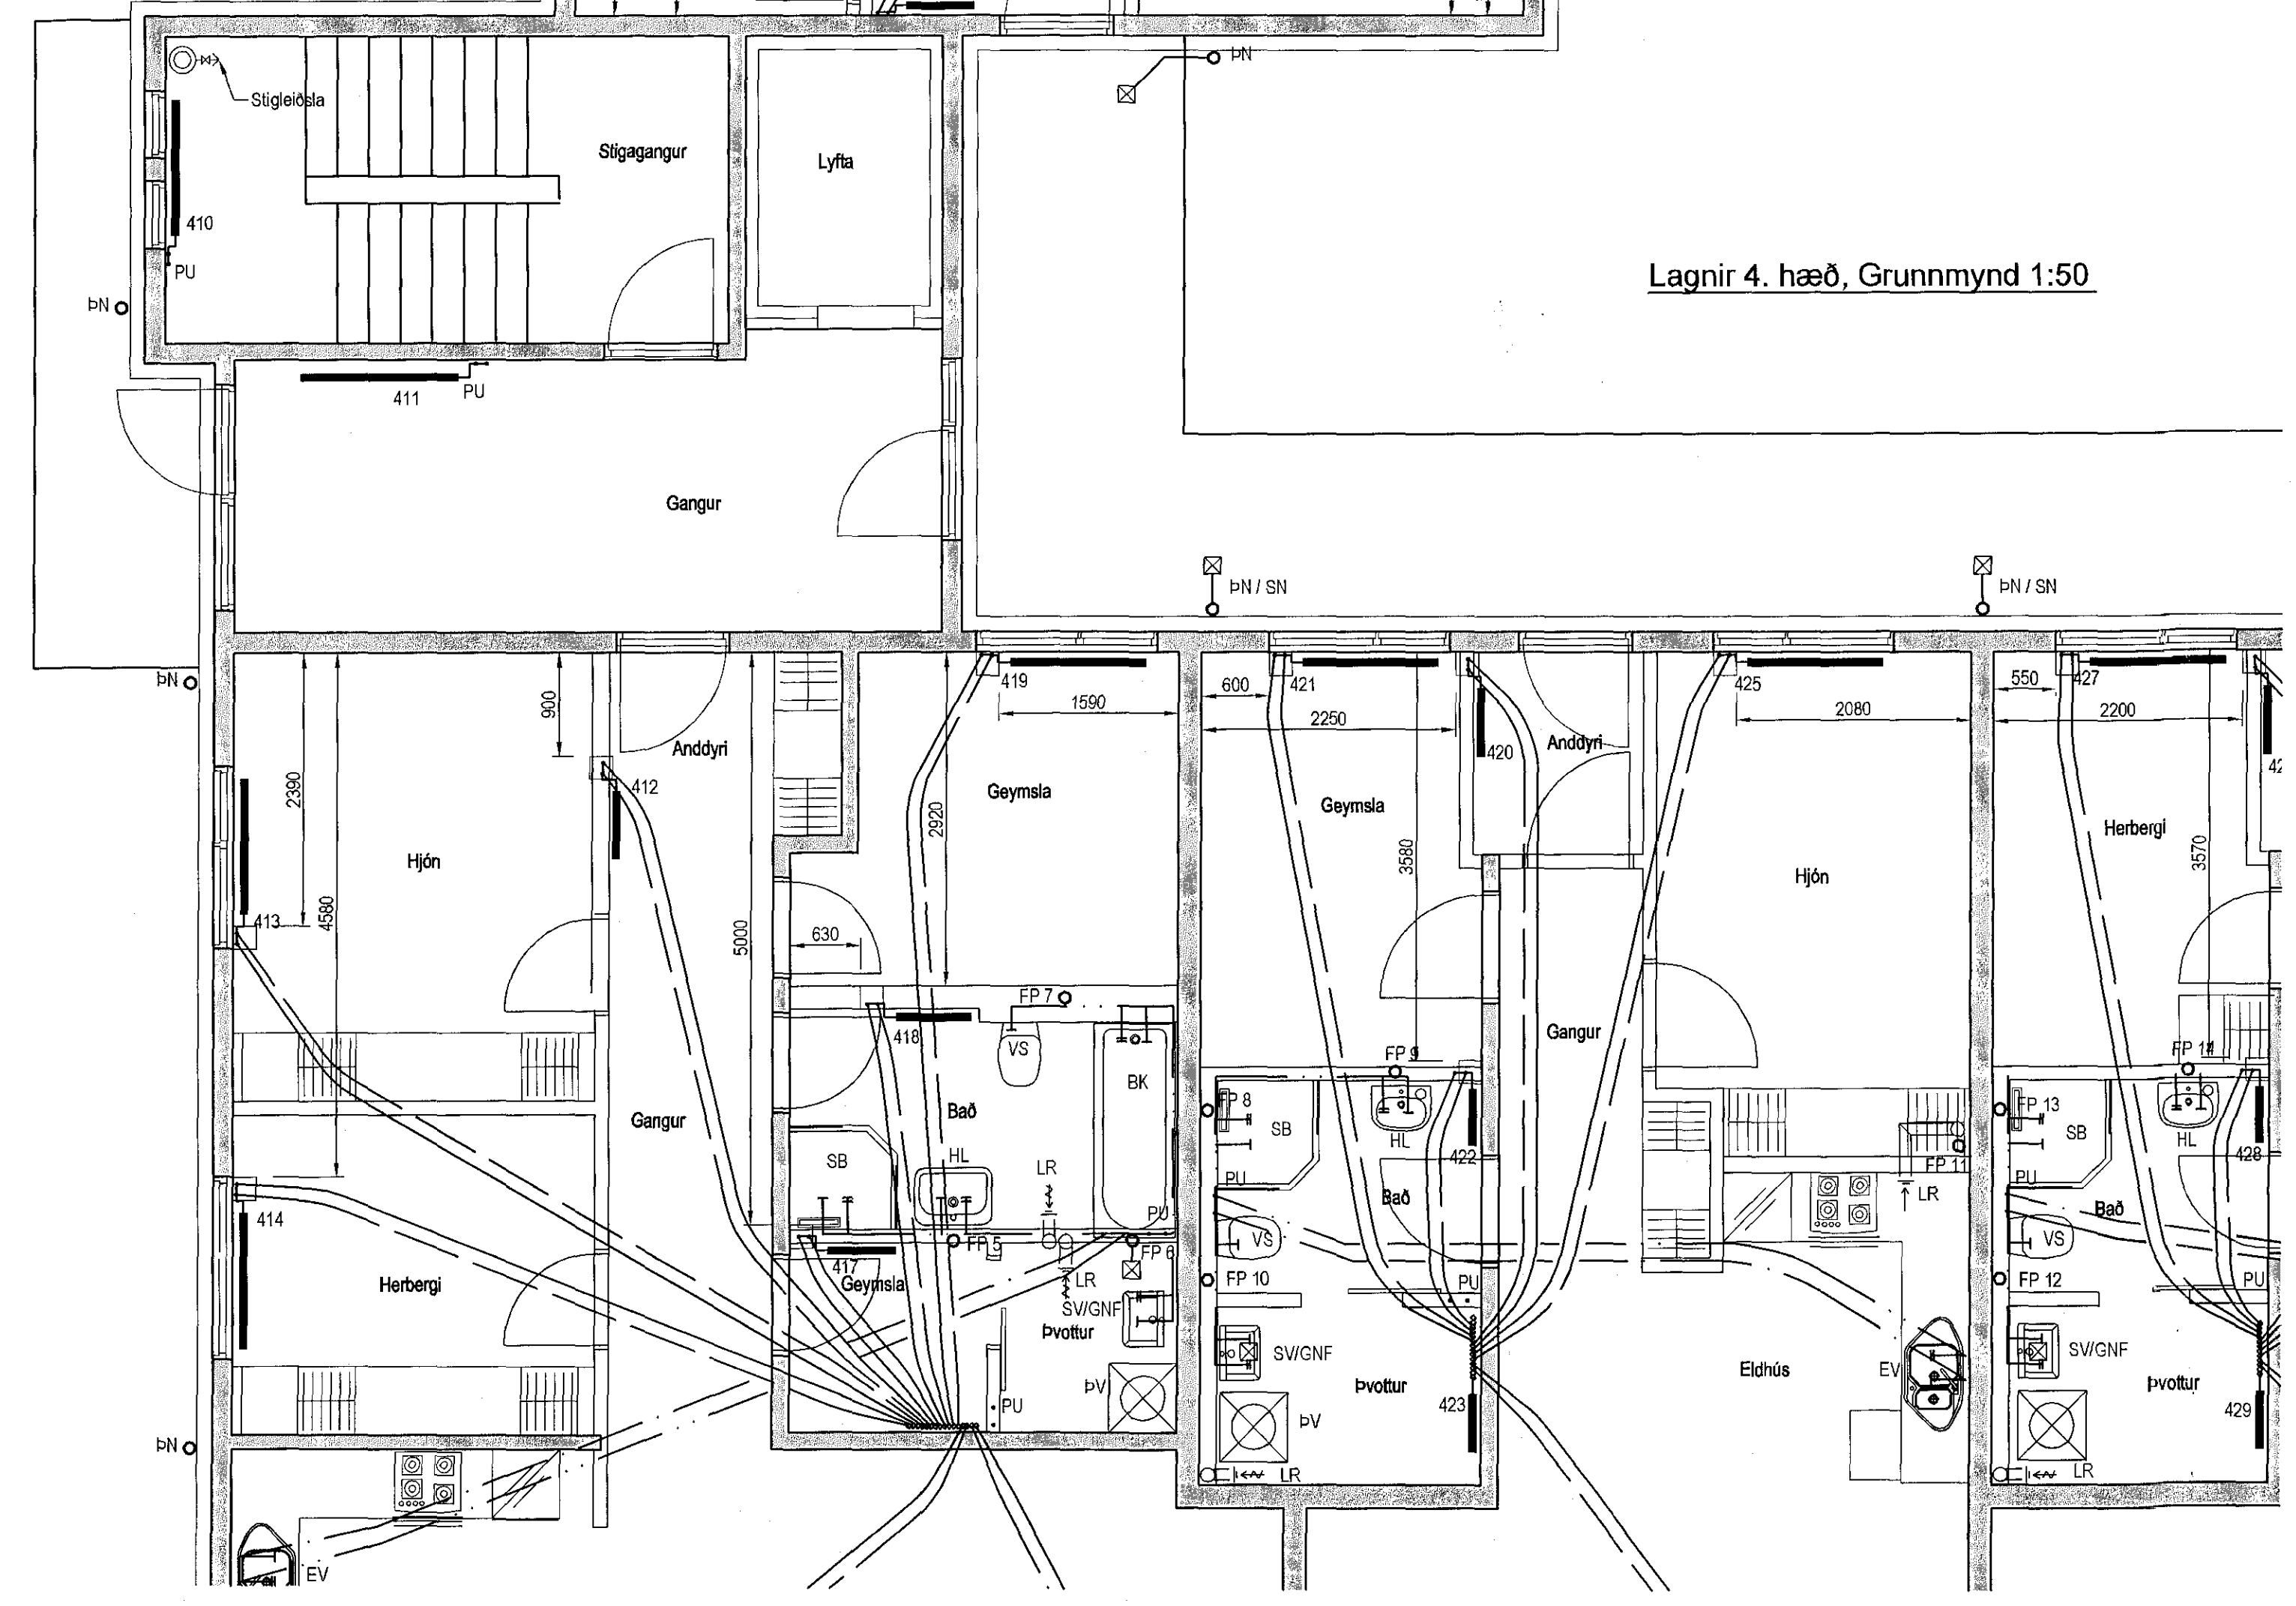 ÞN
Stigleiðsla
Stigagangur
Lyfta
410
PU
Lagnir 4. hæð, Grunnmynd 1:50
ÞN
411
PU
Gangur
ÞN / SN
ÞN / SN
ÞN
419
1590
421
600
2250
420
425
2080
550
427
2200
900
Anddyri
Anddyri
412
2390
Geymsla
Geymsla
2920
3580
Herbergi
3570
Hjón
Hjón
413
4580
5000
630
FP 7
418
VS
Gangur
BK
FP 9
FP 14
Gangur
Bað
FP 8
SB
HL
422
FP 13
SB
HL
428
SB
HL
LR
PU
Bað
FP 11
LR
PU
Bað
414
PU
VS
VS
FP 5
FP 6
417
Geymsla
LR
FP 10
PU
FP 12
PU
Herbergi
SV/GNF
Þvottur
SV/GNF
Þvottur
Eldhús
EV
SV/GNF
Þvottur
ÞV
PU
423
ÞV
429
ÞN
LR
LR
EV